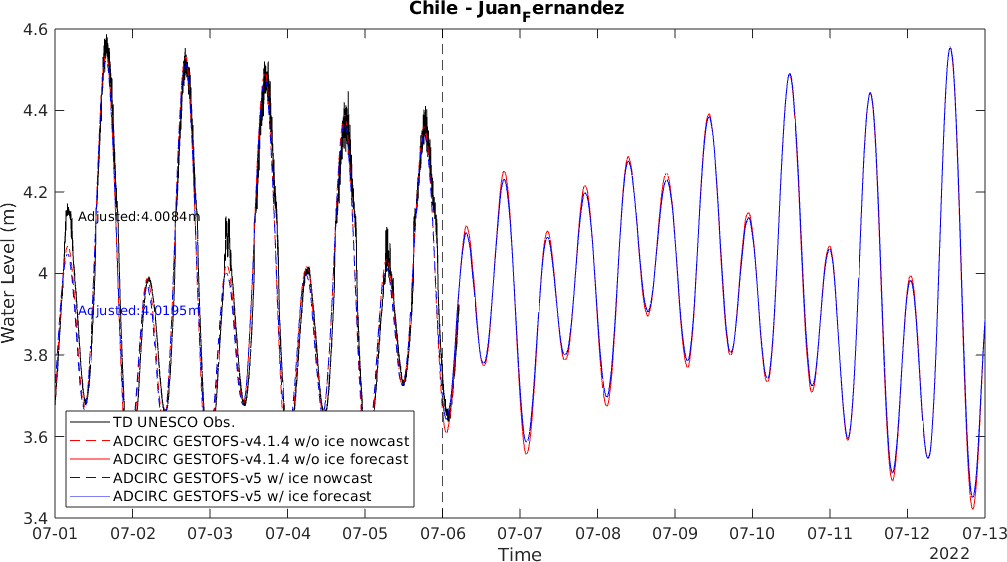 Chile - Juan_Fernandez
4.6
4.4
4.2
4
3.8
3.6
3.4
Water Level (m)
Adjusted:4.0084m
Adjusted:4.0195m
TD UNESCO Obs.
ADCIRC GESTOFS-v4.1.4 w/o ice nowcast
ADCIRC GESTOFS-v4.1.4 w/o ice forecast
ADCIRC GESTOFS-v5 w/ ice nowcast
ADCIRC GESTOFS-v5 w/ ice forecast
07-01 07-02 07-03 07-04 07-05 07-06 07-07 07-08 07-09 07-10 07-11 07-12 07-13
Time
2022